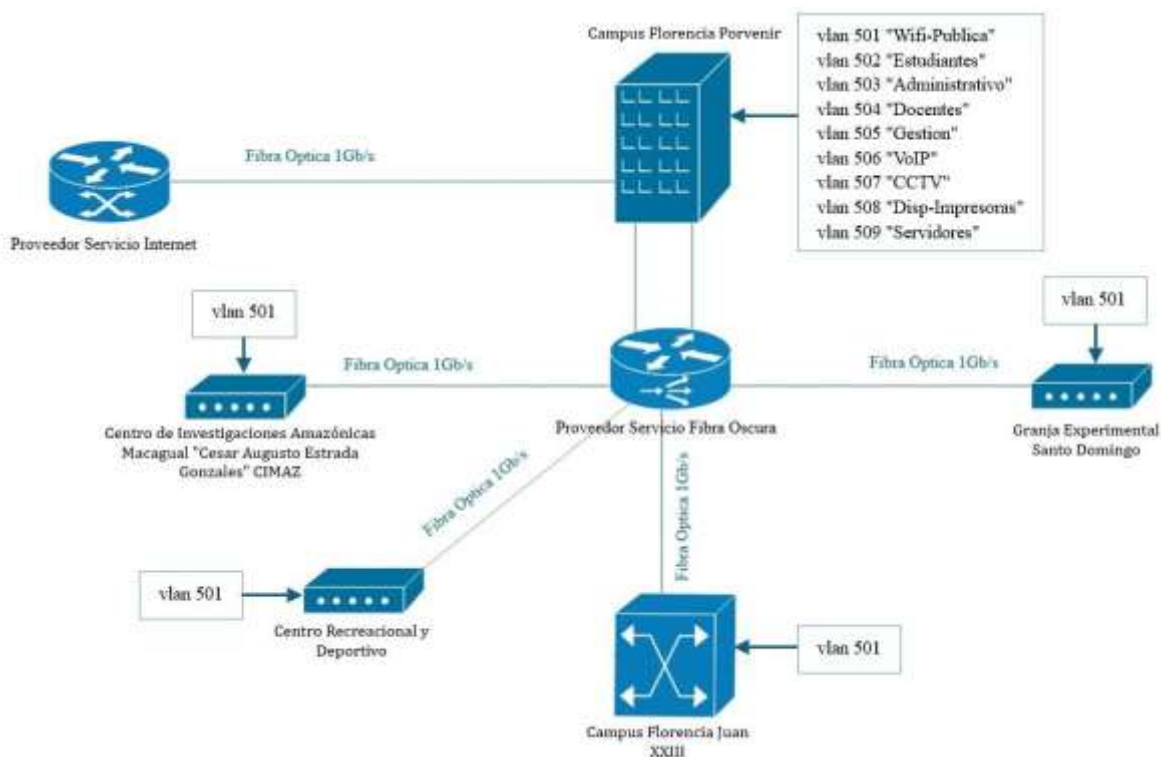 Campus Florencia Porvenir
vlan 501 "Wifi-Publica"
vlan 502 "Estudiantes"
vlan 503 "Administrativo"
vlan 504 "Docentes"
vlan 505 "Gestion"
vlan 506 "VoIP"
vlan 507 "CCTV"
vlan 508 "Disp-Impresoras"
vlan 509 "Servidores"
Fibra Optica 1Gb/s
Proveedor Servicio Internet
vlan 501
vlan 501
Fibra Optica 1Gb/s
Fibra Optica 1Gb/s
Centro de Investigaciones Amazónicas
Macagual "Cesar Augusto Estrada
Gonzales" CIMAZ
Proveedor Servicio Fibra Oscura
Granja Experimental
Santo Domingo
Fibra Optica 1Gb/s
Fibra Optica 1Gb/s
vlan 501
Centro Recreacional y
Deportivo
vlan 501
Campus Florencia Juan
XXIII